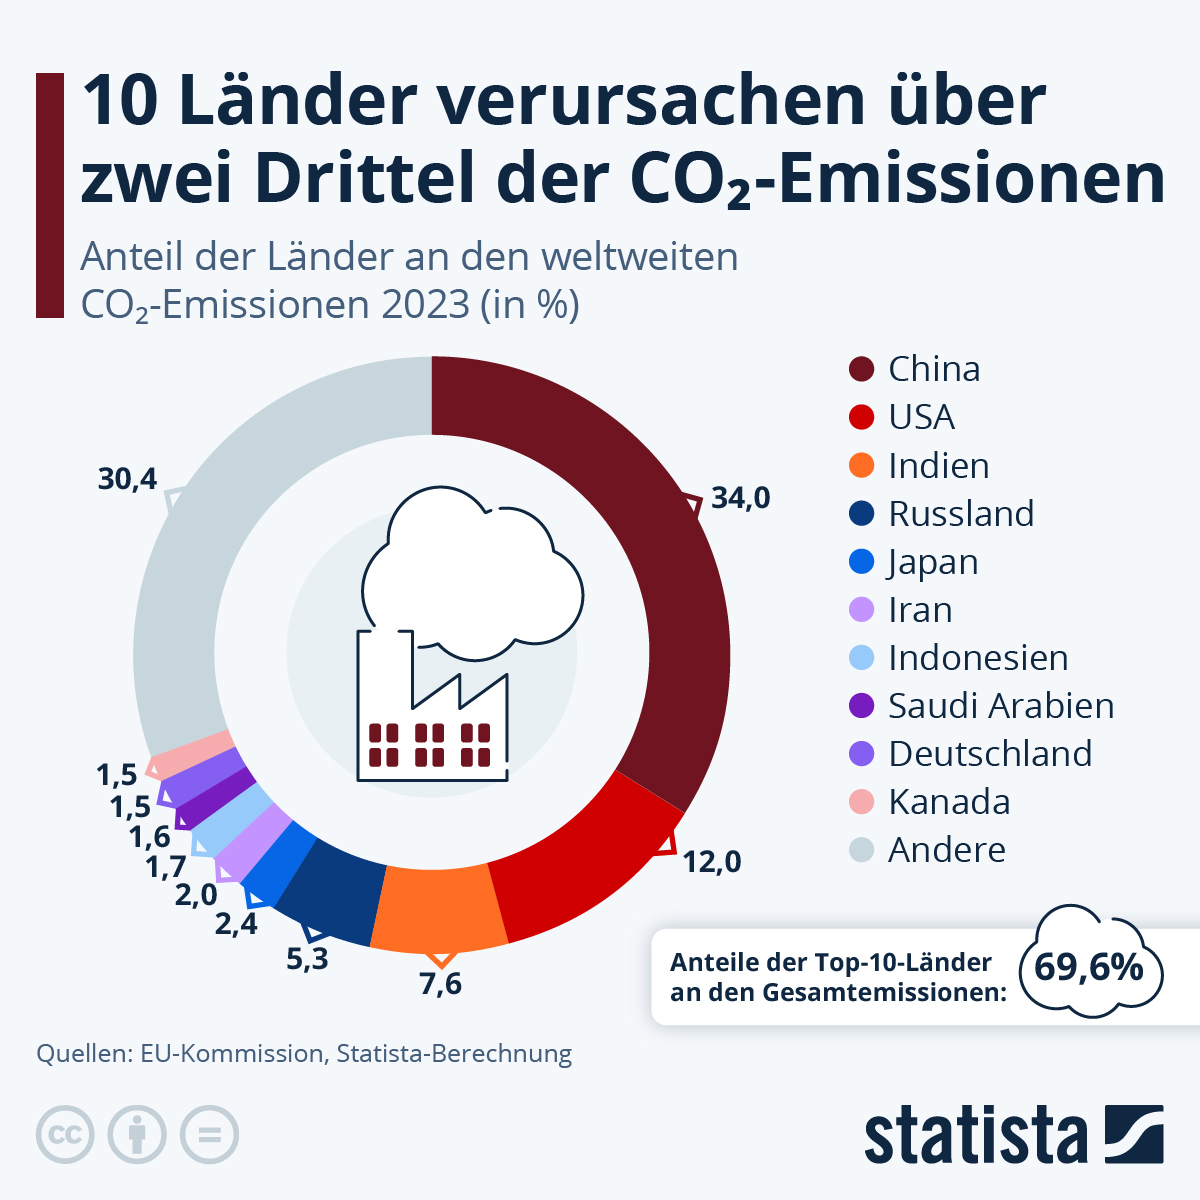 10 Länder verursachen über
zwei Drittel der CO₂-Emissionen
Anteil der Länder an den weltweiten
CO₂-Emissionen 2023 (in %)
30,4
34,0
12,0
7,6
5,3
2,4
2,0
1,7
1,6
1,5
1,5
China
USA
Indien
Russland
Japan
Iran
Indonesien
Saudi Arabien
Deutschland
Kanada
Andere
Anteile der Top-10-Länder
an den Gesamtemissionen:
69,6%
Quellen: EU-Kommission, Statista-Berechnung
cc
statista